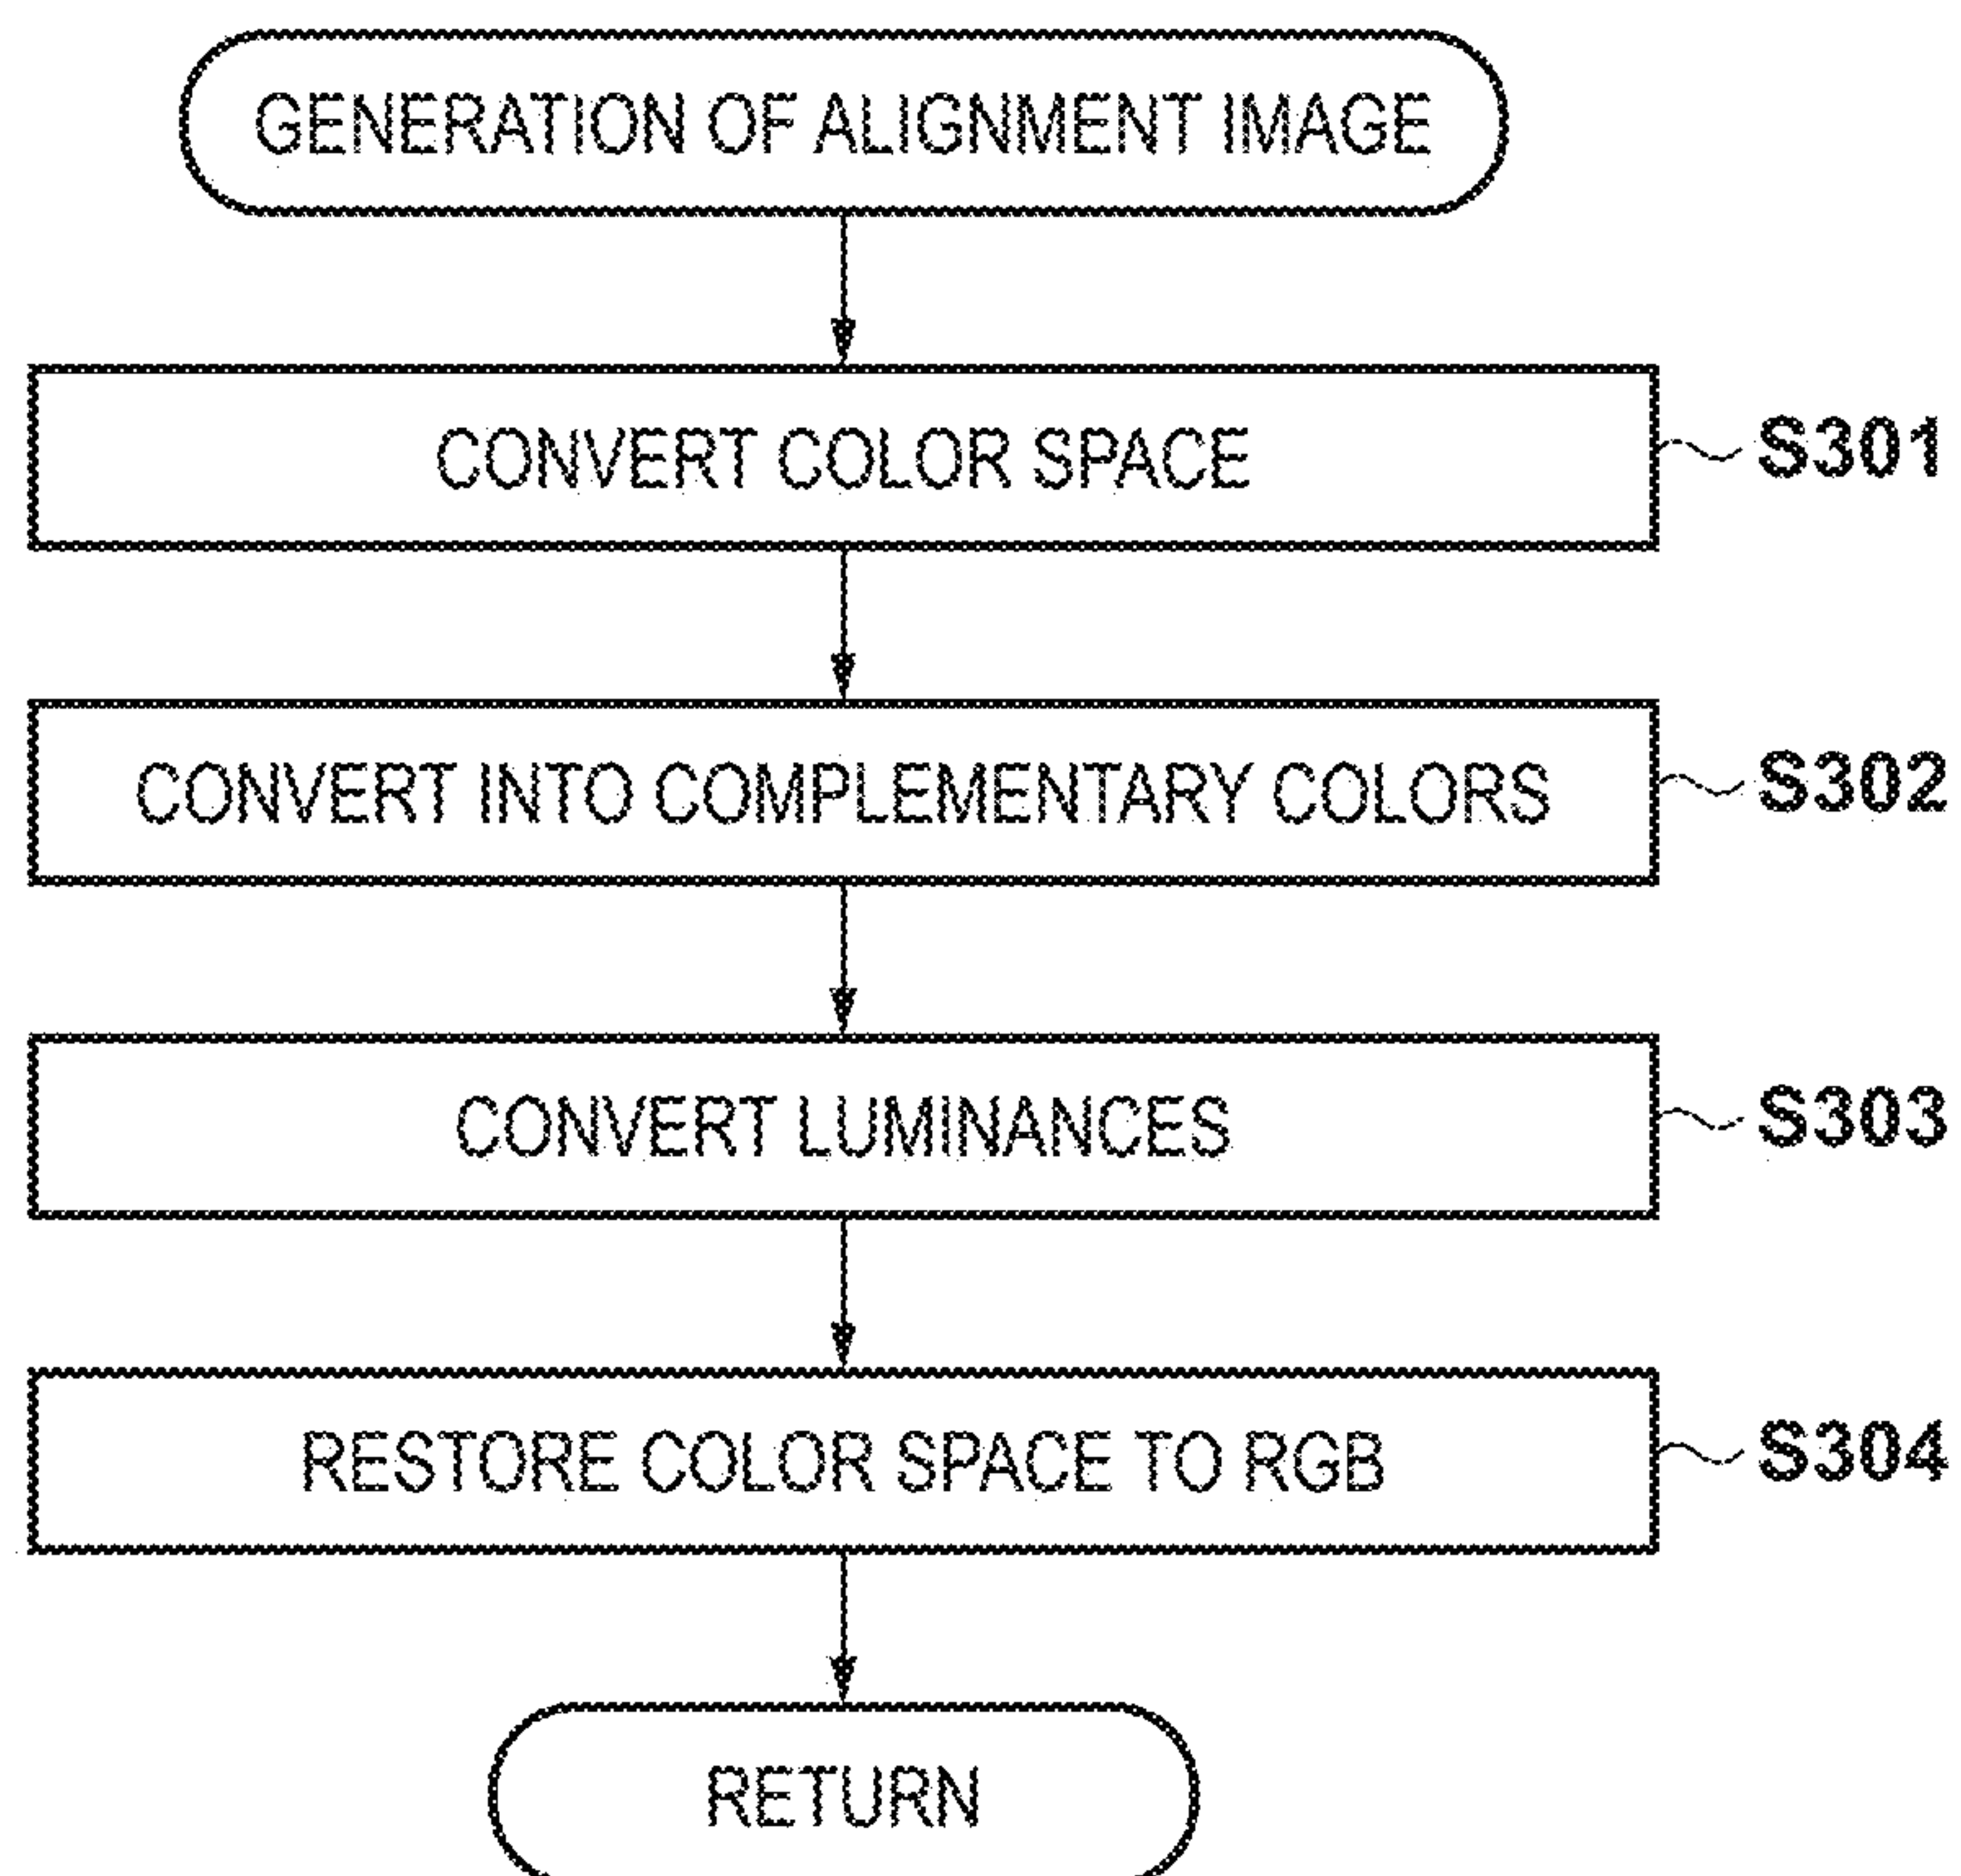 GENERATION OF ALIGNMENT IMAGE
CONVERT COLOR SPACE
S301
CONVERT INTO COMPLEMENTARY COLORS
S302
CONVERT LUMINANCES
S303
RESTORE COLOR SPACE TO RGB
S304
RETURN